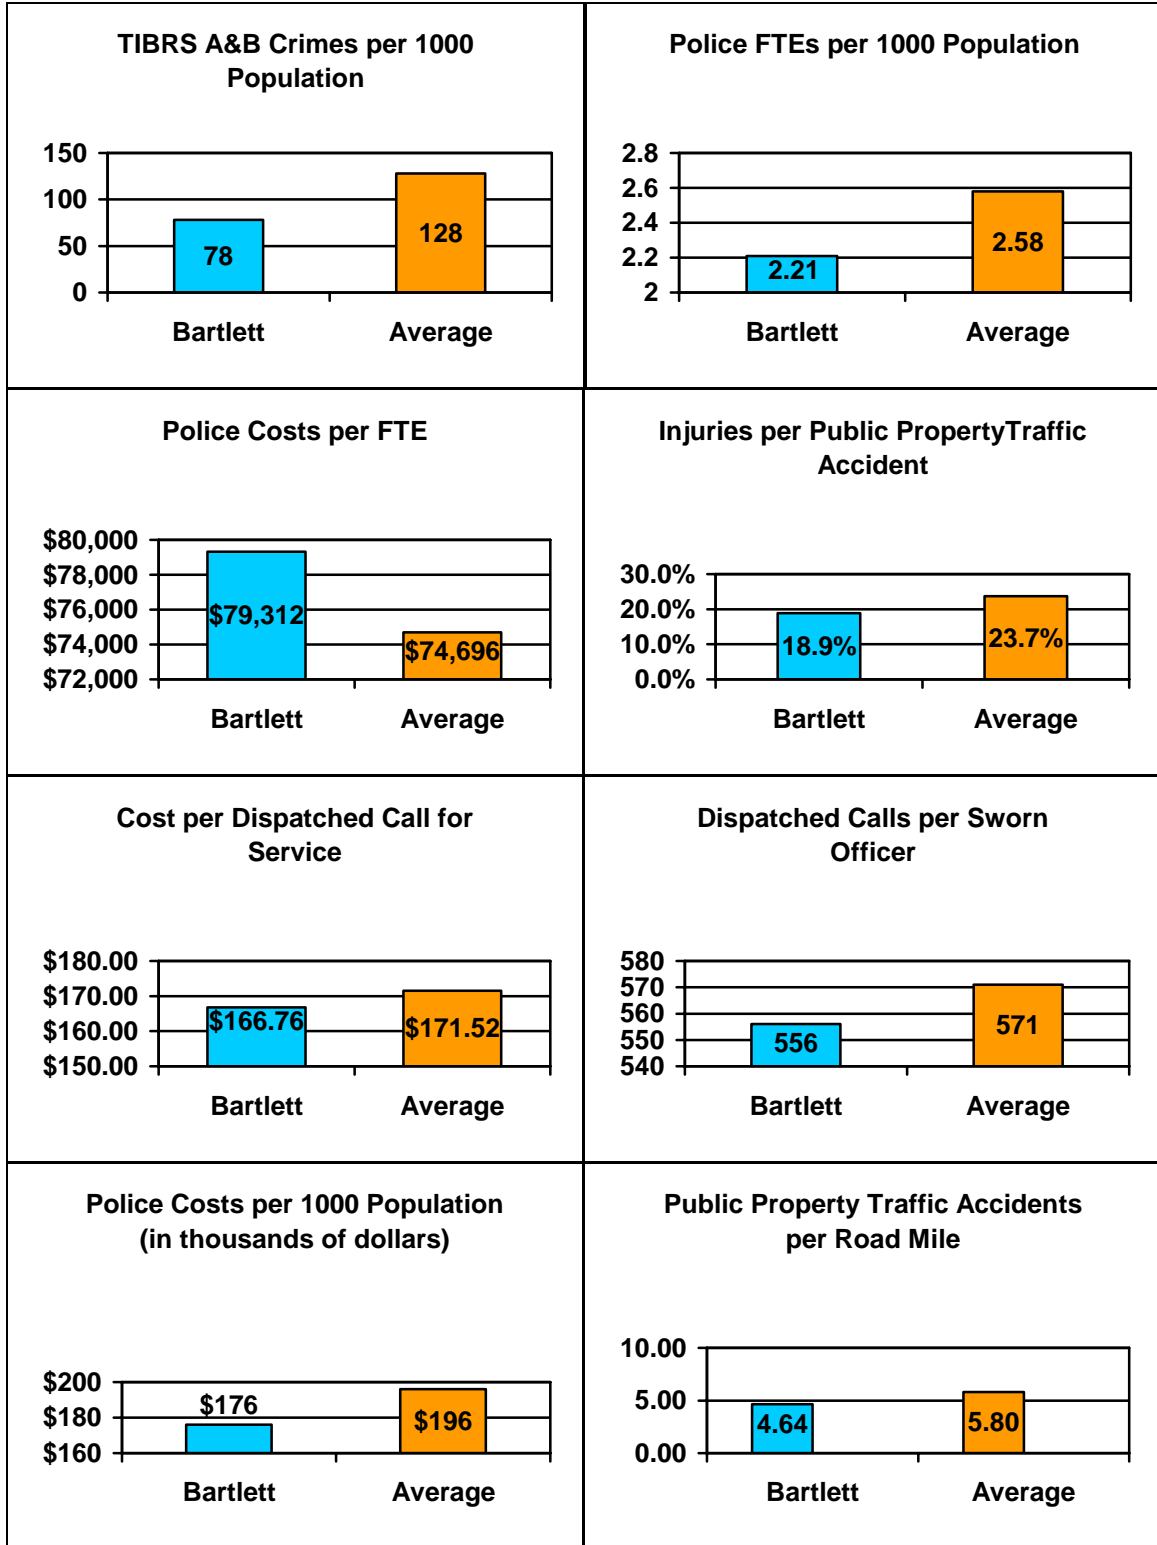 TIBRS A&B Crimes per 1000
Population
150
100
50
0
78
128
Bartlett
Average
Police FTEs per 1000 Population
2.8
2.6
2.4
2.2
2
2.21
2.58
Bartlett
Average
Police Costs per FTE
$80,000
$78,000
$76,000
$74,000
$72,000
$79,312
$74,696
Bartlett
Average
Injuries per Public PropertyTraffic
Accident
30.0%
20.0%
10.0%
0.0%
18.9%
23.7%
Bartlett
Average
Cost per Dispatched Call for
Service
$180.00
$170.00
$160.00
$150.00
$166.76
$171.52
Bartlett
Average
Dispatched Calls per Sworn
Officer
580
570
560
550
540
556
571
Bartlett
Average
Police Costs per 1000 Population
(in thousands of dollars)
$200
$180
$160
$176
$196
Bartlett
Average
Public Property Traffic Accidents
per Road Mile
10.00
5.00
0.00
4.64
5.80
Bartlett
Average